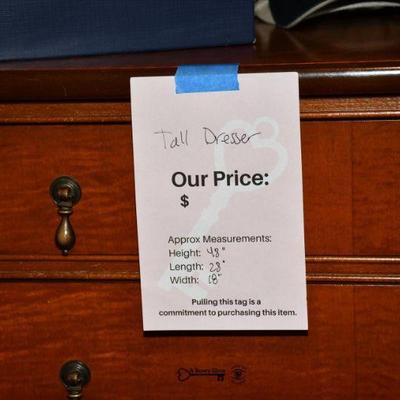 Tall Dresser
Our Price:
$
Approx Measurements:
Height: 48"
Length: 28"
Width: 18"
Pulling this tag is a
commitment to purchasing this item.